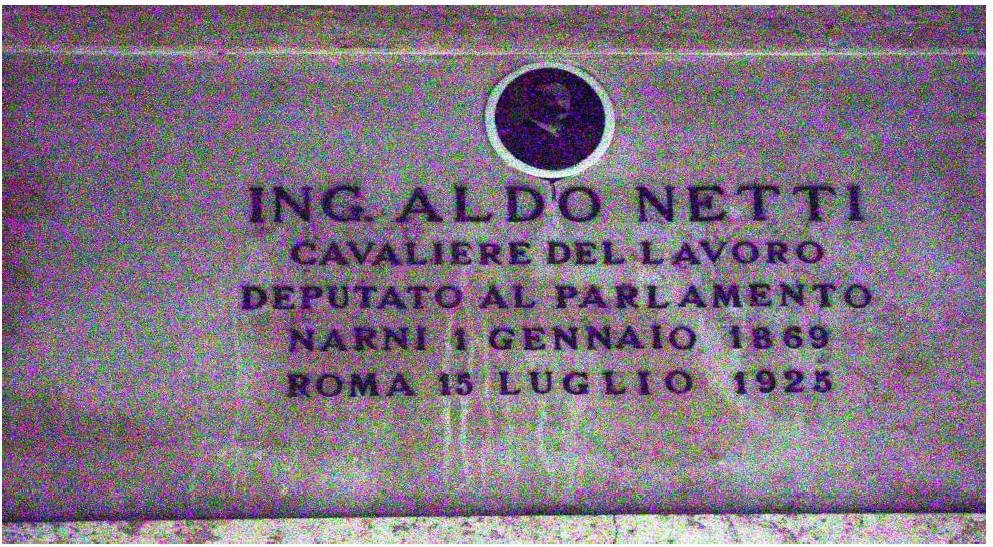 ING. ALDO NETTI
CAVALIERE DEL LAVORO
DEPUTATO AL PARLAMENTO
NARNI 1 GENNAIO 1869
ROMA 15 LUGLIO 1925